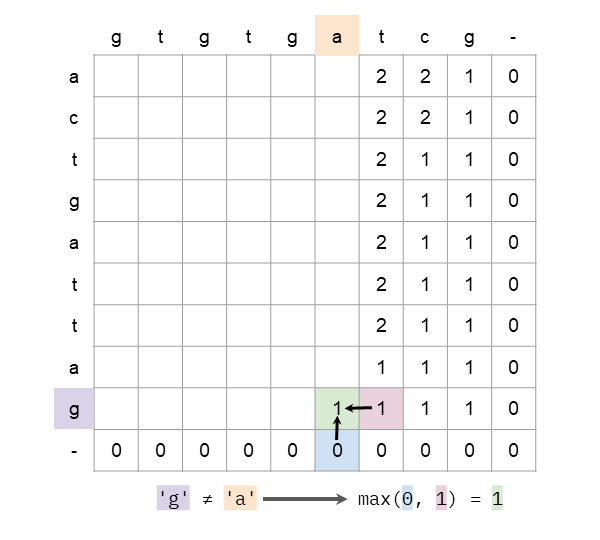 g t g t g a t c g -
a 2 2 1 0
c 2 2 1 0
t 2 1 1 0
g 2 1 1 0
a 2 1 1 0
t 2 1 1 0
t 2 1 1 0
a 1 1 1 0
g 1 1 1 1 0
- 0 0 0 0 0 0 0 0 0 0
'g' ≠ 'a' max(0, 1) = 1